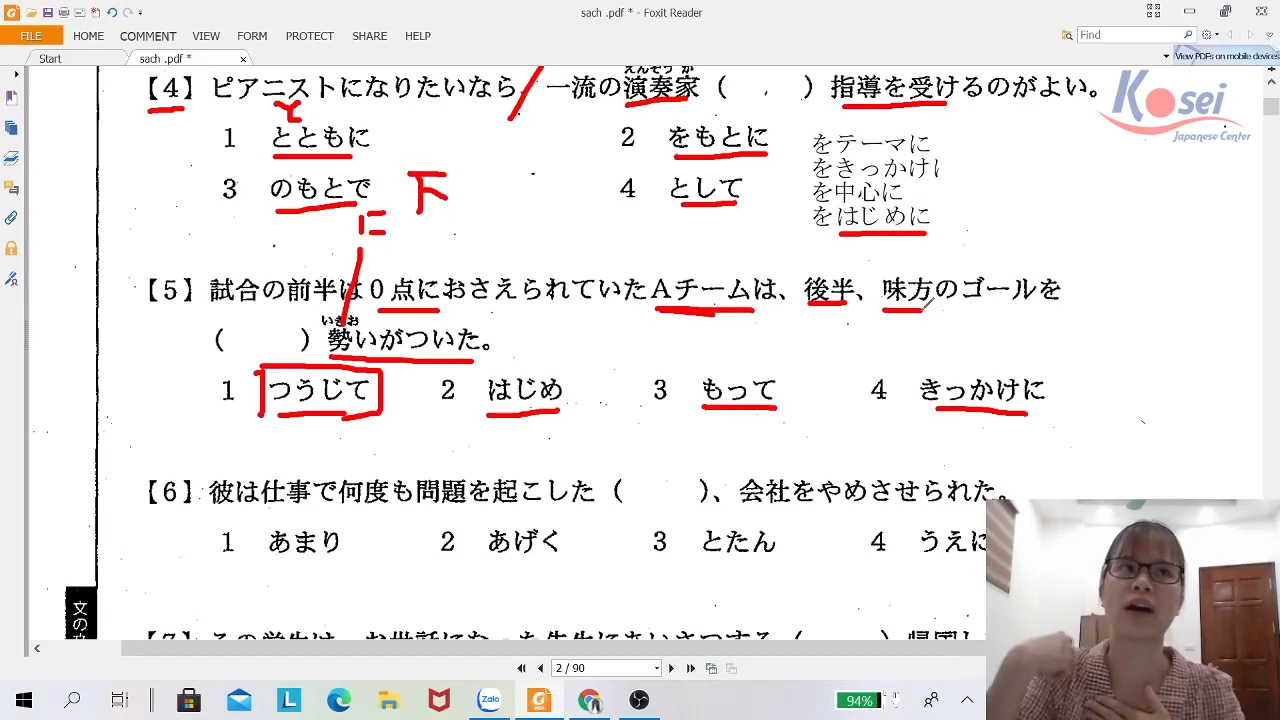 sach .pdf * - Foxit Reader
FILE HOME COMMENT VIEW FORM PROTECT SHARE HELP
Find
Start
sach .pdf *
View PDFs on mobile devices
Kosei
Japanese Center
【4】ピアニストになりたいなら、一流の演奏家（　）指導を受けるのがよい。
えんそうか
と
1 とともに 2 をもとに
3 のもとで 4 として
下
に
をテーマに
をきっかけに
を中心に
をはじめに
【5】試合の前半は０点におさえられていたＡチームは、後半、味方のゴールを
いきお
（　）勢いがついた。
1 つうじて 2 はじめ 3 もって 4 きっかけに
【6】彼は仕事で何度も問題を起こした（　）、会社をやめさせられた。
1 あまり 2 あげく 3 とたん 4 うえに
文の
2 / 90
Zalo
94%